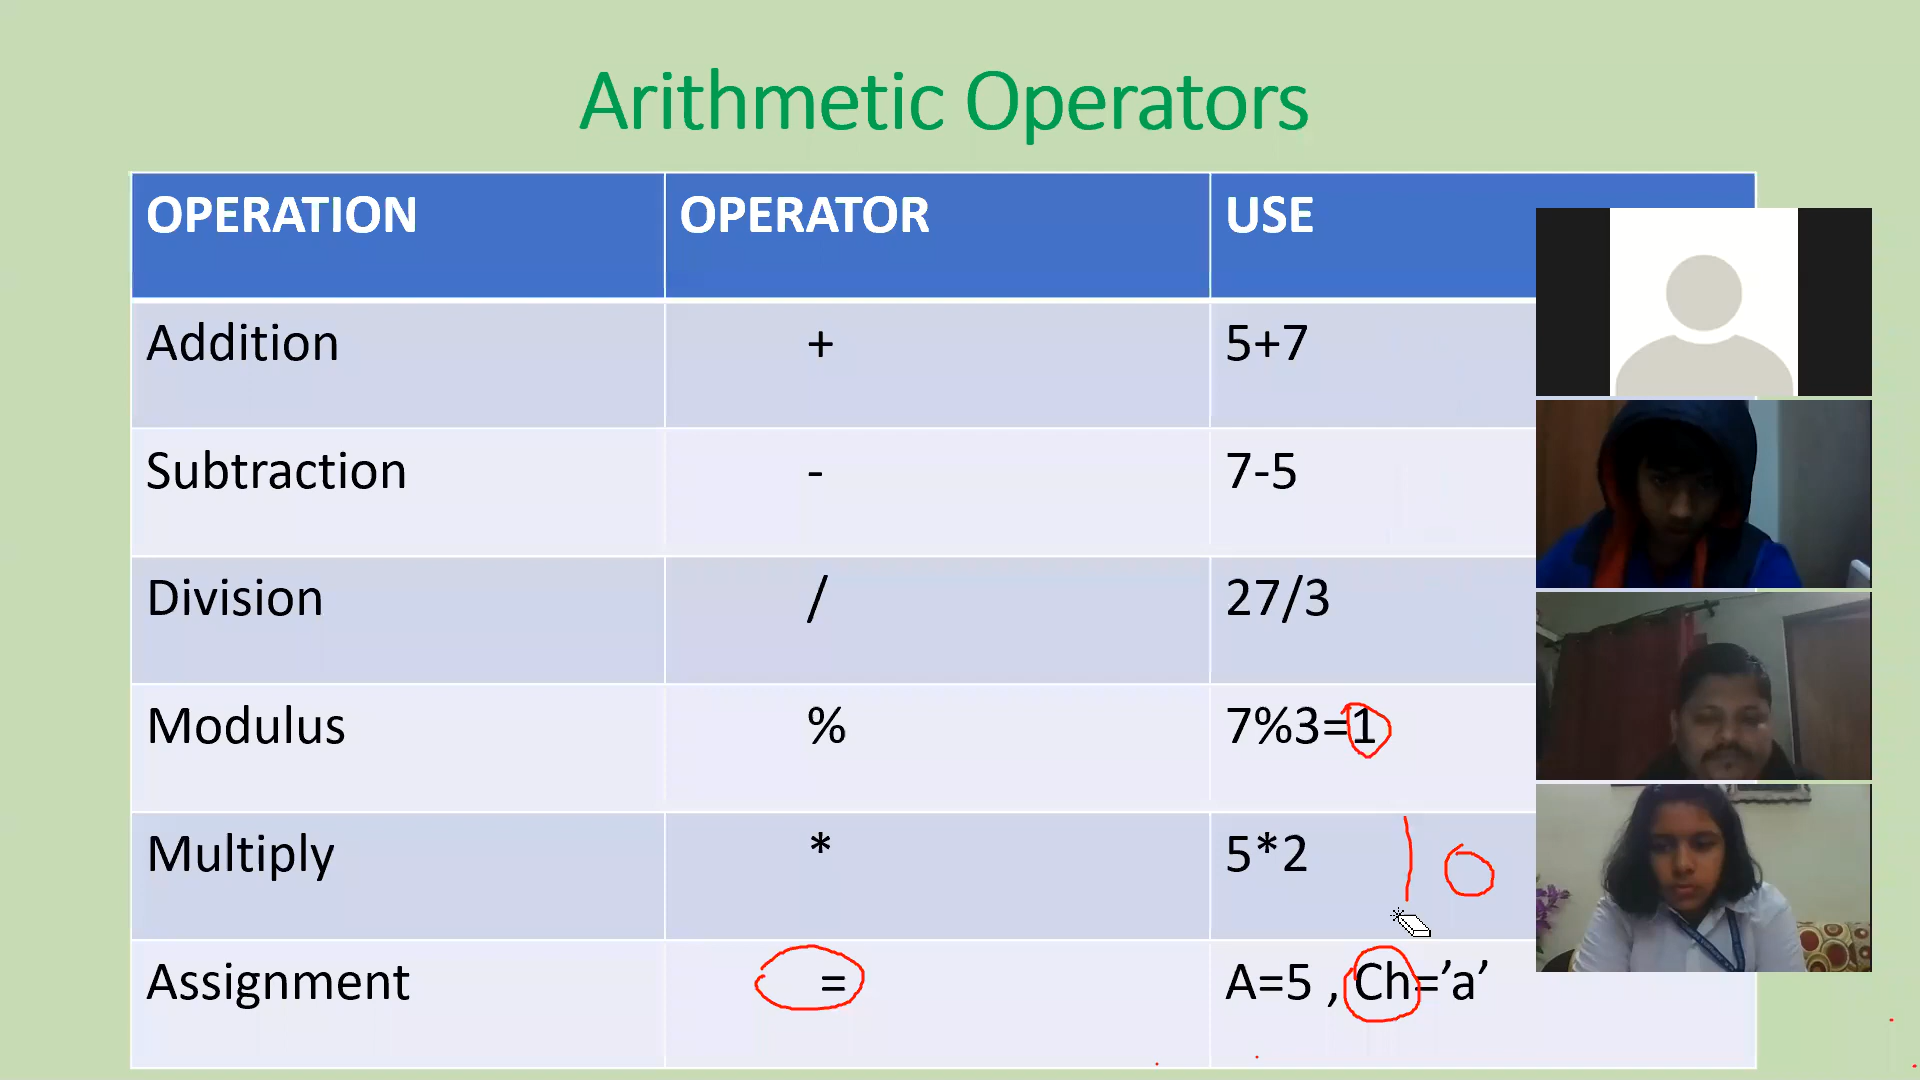 Arithmetic Operators
OPERATION OPERATOR USE
Addition + 5+7
Subtraction - 7-5
Division / 27/3
Modulus % 7%3=1
Multiply * 5*2 10
Assignment = A=5 , Ch=’a’